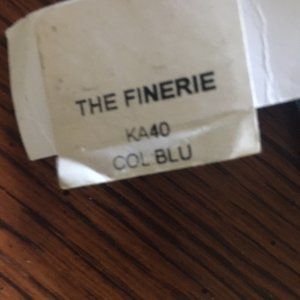 THE FINERIE
KA40
COL BLU